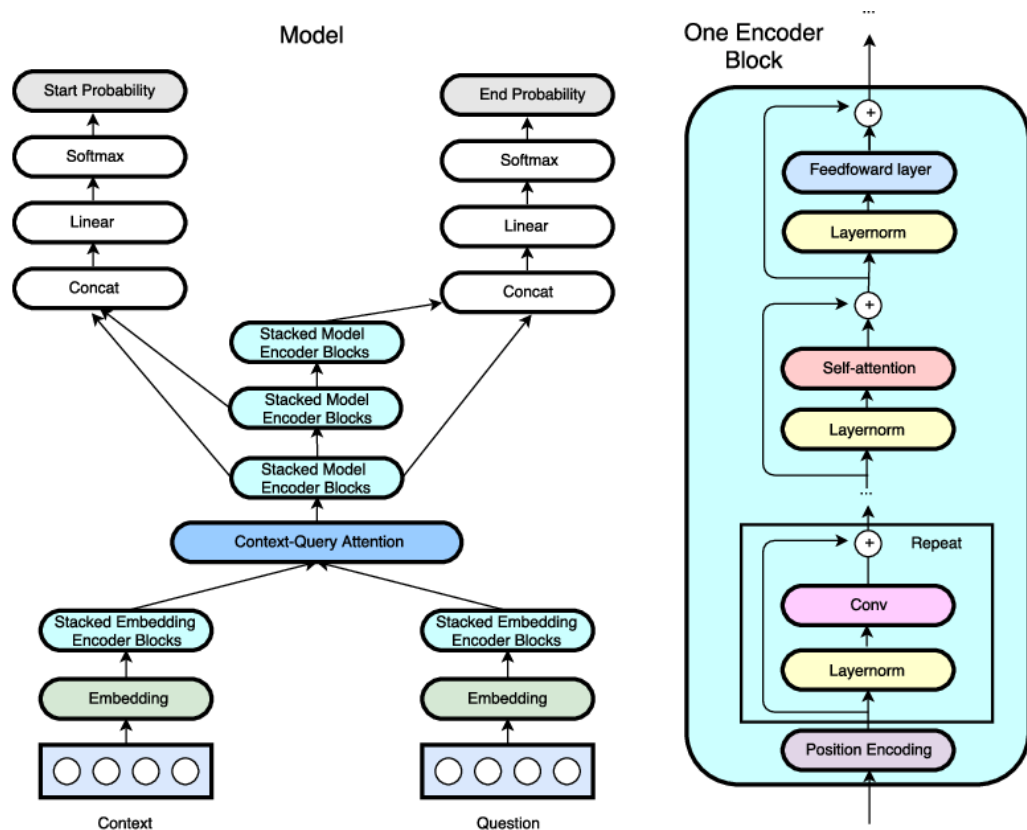 Model
Start Probability
Softmax
Linear
Concat
End Probability
Softmax
Linear
Concat
Stacked Model
Encoder Blocks
Stacked Model
Encoder Blocks
Stacked Model
Encoder Blocks
Context-Query Attention
Stacked Embedding
Encoder Blocks
Stacked Embedding
Encoder Blocks
Embedding
Embedding
Context
Question
One Encoder
Block
...
+
Feedfoward layer
Layernorm
+
Self-attention
Layernorm
...
+
Repeat
Conv
Layernorm
Position Encoding